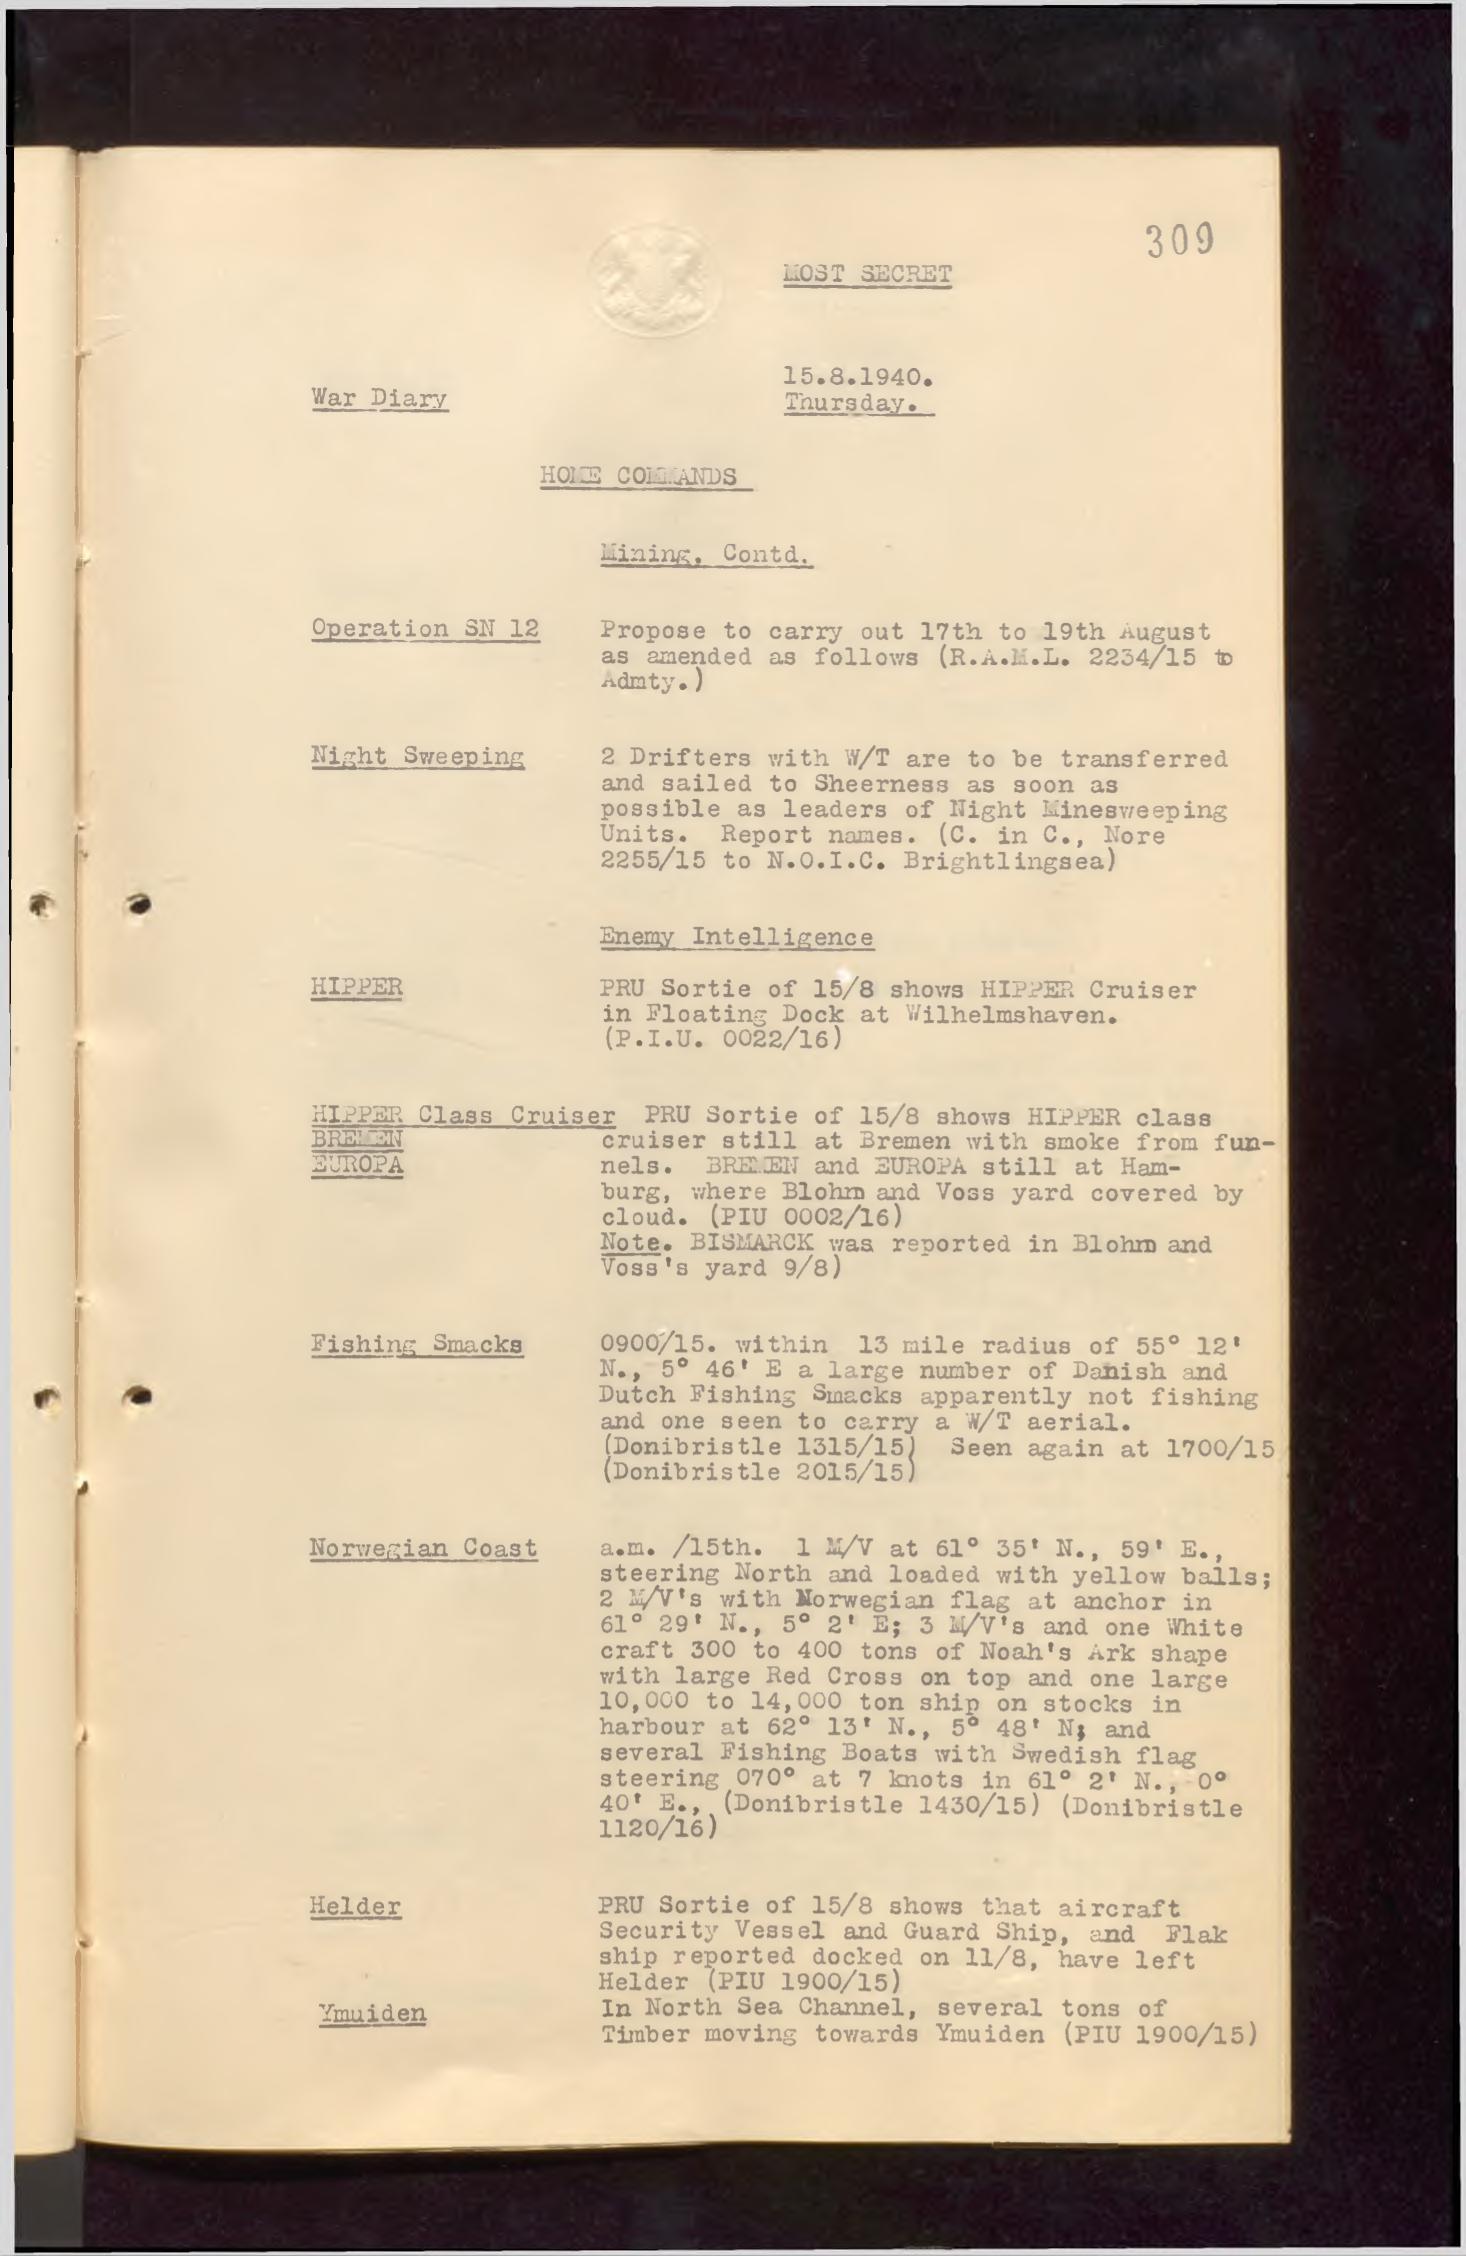 309
MOST SECRET
15.8.1940.
War Diary
Thursday.
HOME COMMANDS
Mining, Contd.
Operation SN 12 Propose to carry out 17th to 19th August
as amended as follows (R.A.M.L. 2234/15 to
Admty.)
Night Sweeping 2 Drifters with W/T are to be transferred
and sailed to Sheerness as soon as
possible as leaders of Night Minesweeping
Units. Report names. (C. in C., Nore
2255/15 to N.O.I.C. Brightlingsea)
Enemy Intelligence
HIPPER PRU Sortie of 15/8 shows HIPPER Cruiser
in Floating Dock at Wilhelmshaven.
(P.I.U. 0022/16)
HIPPER Class Cruiser PRU Sortie of 15/8 shows HIPPER class
BREMEN cruiser still at Bremen with smoke from fun-
EUROPA nels. BREMEN and EUROPA still at Ham-
burg, where Blohm and Voss yard covered by
cloud. (PIU 0002/16)
Note. BISMARCK was reported in Blohm and
Voss's yard 9/8)
Fishing Smacks 0900/15. within 13 mile radius of 55° 12'
N., 5° 46' E a large number of Danish and
Dutch Fishing Smacks apparently not fishing
and one seen to carry a W/T aerial.
(Donibristle 1315/15) Seen again at 1700/15
(Donibristle 2015/15)
Norwegian Coast a.m. /15th. 1 M/V at 61° 35' N., 59' E.,
steering North and loaded with yellow balls;
2 M/V's with Norwegian flag at anchor in
61° 29' N., 5° 2' E; 3 M/V's and one White
craft 300 to 400 tons of Noah's Ark shape
with large Red Cross on top and one large
10,000 to 14,000 ton ship on stocks in
harbour at 62° 13' N., 5° 48' N; and
several Fishing Boats with Swedish flag
steering 070° at 7 knots in 61° 2' N., 0°
40' E., (Donibristle 1430/15) (Donibristle
1120/16)
Helder PRU Sortie of 15/8 shows that aircraft
Security Vessel and Guard Ship, and Flak
ship reported docked on 11/8, have left
Helder (PIU 1900/15)
Ymuiden In North Sea Channel, several tons of
Timber moving towards Ymuiden (PIU 1900/15)